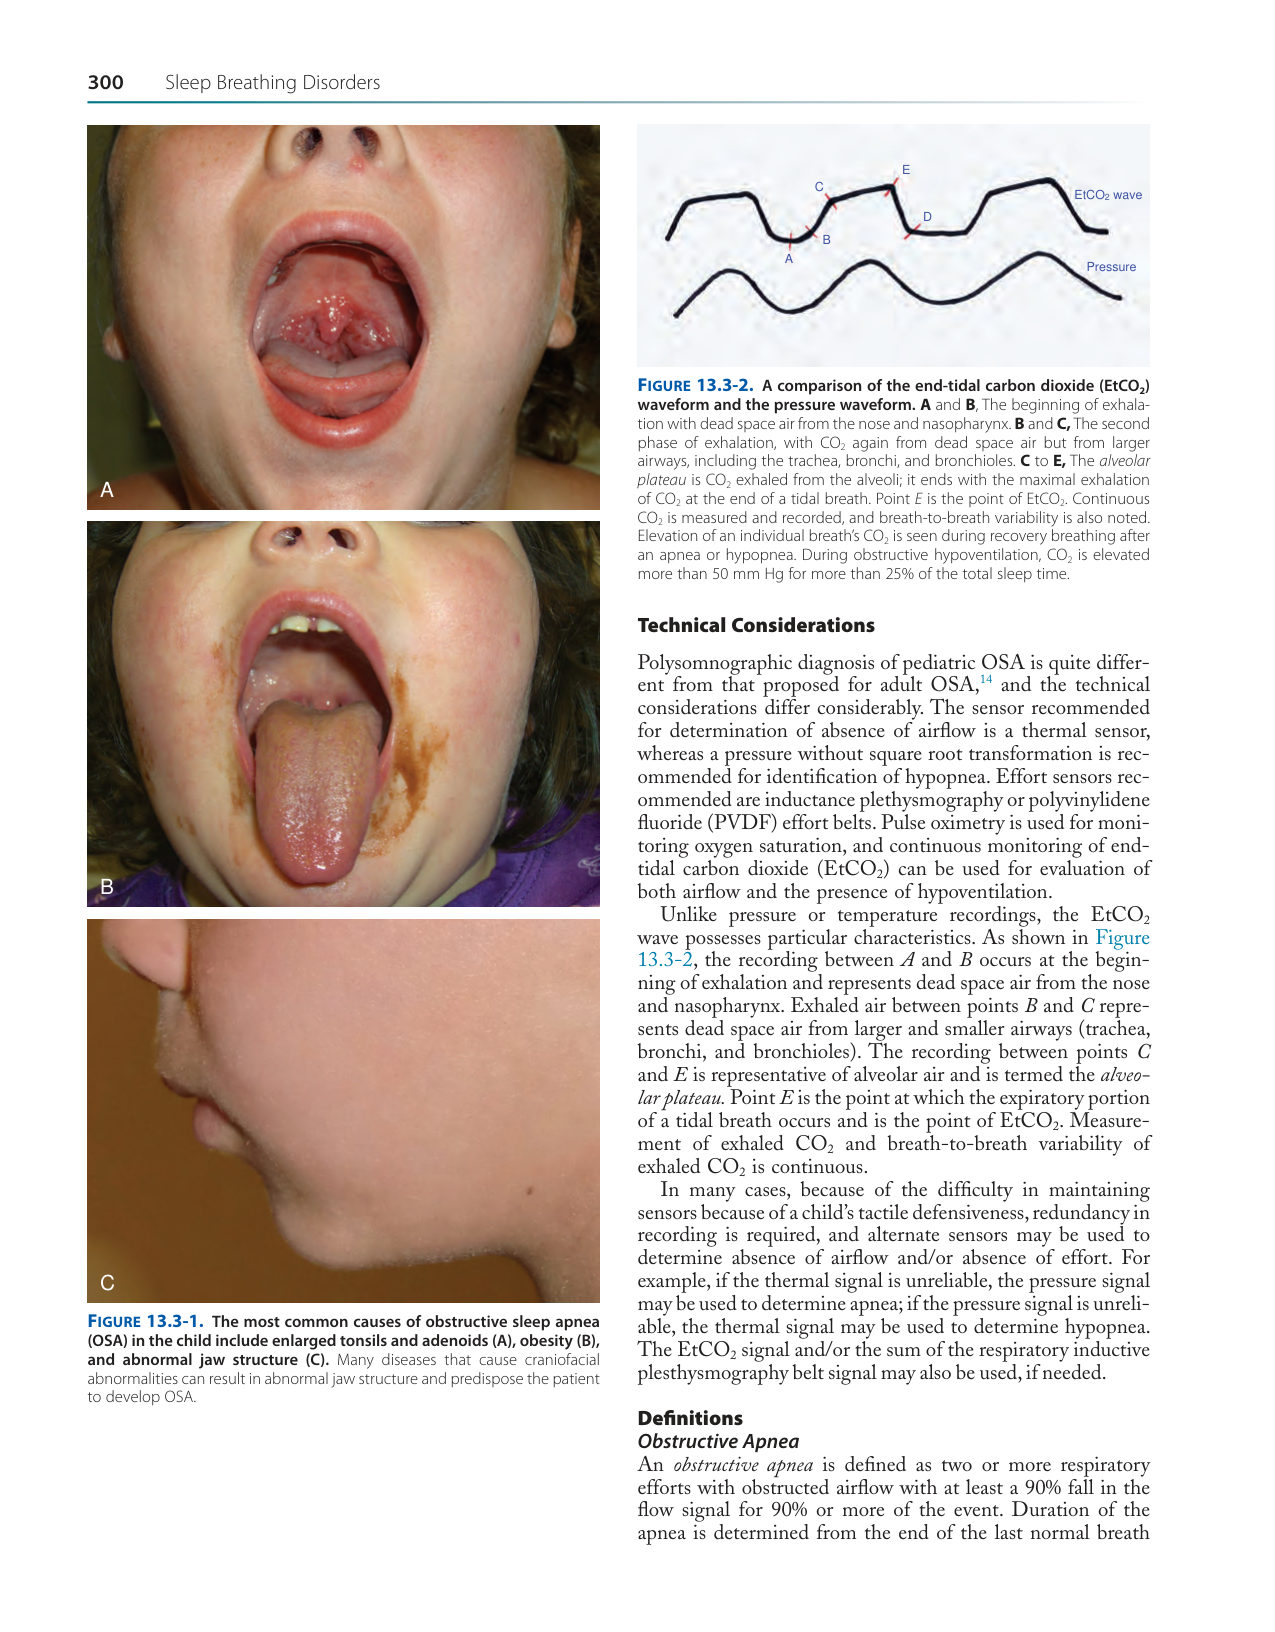 300 Sleep Breathing Disorders
A
B
C
FIGURE 13.3-1. The most common causes of obstructive sleep apnea
(OSA) in the child include enlarged tonsils and adenoids (A), obesity (B),
and abnormal jaw structure (C). Many diseases that cause craniofacial
abnormalities can result in abnormal jaw structure and predispose the patient
to develop OSA.
E
C
EtCO₂ wave
D
B
A
Pressure
FIGURE 13.3-2. A comparison of the end-tidal carbon dioxide (EtCO₂)
waveform and the pressure waveform. A and B, The beginning of exhala-
tion with dead space air from the nose and nasopharynx. B and C, The second
phase of exhalation, with CO₂ again from dead space air but from larger
airways, including the trachea, bronchi, and bronchioles. C to E, The alveolar
plateau is CO₂ exhaled from the alveoli; it ends with the maximal exhalation
of CO₂ at the end of a tidal breath. Point E is the point of EtCO₂. Continuous
CO₂ is measured and recorded, and breath-to-breath variability is also noted.
Elevation of an individual breath's CO₂ is seen during recovery breathing after
an apnea or hypopnea. During obstructive hypoventilation, CO₂ is elevated
more than 50 mm Hg for more than 25% of the total sleep time.
Technical Considerations
Polysomnographic diagnosis of pediatric OSA is quite differ-
ent from that proposed for adult OSA,¹⁴ and the technical
considerations differ considerably. The sensor recommended
for determination of absence of airflow is a thermal sensor,
whereas a pressure without square root transformation is rec-
ommended for identification of hypopnea. Effort sensors rec-
ommended are inductance plethysmography or polyvinylidene
fluoride (PVDF) effort belts. Pulse oximetry is used for moni-
toring oxygen saturation, and continuous monitoring of end-
tidal carbon dioxide (EtCO₂) can be used for evaluation of
both airflow and the presence of hypoventilation.
Unlike pressure or temperature recordings, the EtCO₂
wave possesses particular characteristics. As shown in Figure
13.3-2, the recording between A and B occurs at the begin-
ning of exhalation and represents dead space air from the nose
and nasopharynx. Exhaled air between points B and C repre-
sents dead space air from larger and smaller airways (trachea,
bronchi, and bronchioles). The recording between points C
and E is representative of alveolar air and is termed the alveo-
lar plateau. Point E is the point at which the expiratory portion
of a tidal breath occurs and is the point of EtCO₂. Measure-
ment of exhaled CO₂ and breath-to-breath variability of
exhaled CO₂ is continuous.
In many cases, because of the difficulty in maintaining
sensors because of a child's tactile defensiveness, redundancy in
recording is required, and alternate sensors may be used to
determine absence of airflow and/or absence of effort. For
example, if the thermal signal is unreliable, the pressure signal
may be used to determine apnea; if the pressure signal is unreli-
able, the thermal signal may be used to determine hypopnea.
The EtCO₂ signal and/or the sum of the respiratory inductive
plesthysmography belt signal may also be used, if needed.
Definitions
Obstructive Apnea
An obstructive apnea is defined as two or more respiratory
efforts with obstructed airflow with at least a 90% fall in the
flow signal for 90% or more of the event. Duration of the
apnea is determined from the end of the last normal breath